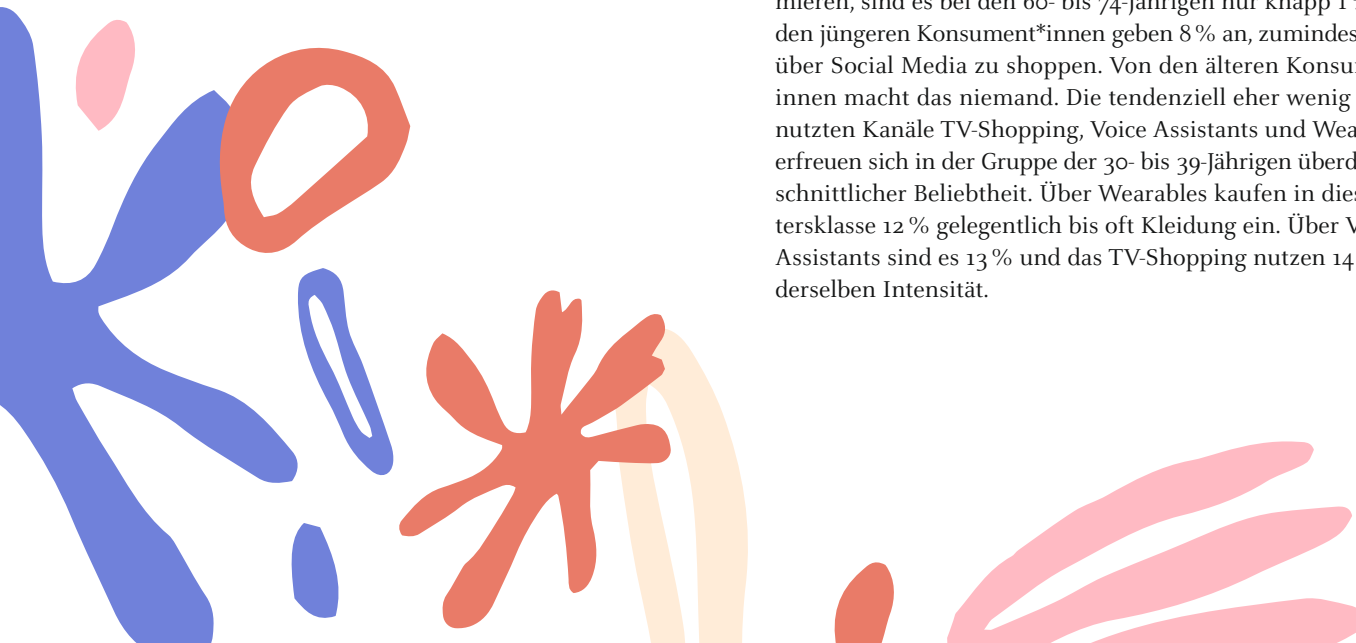 mieren, sind es bei den 60- bis 74-Jährigen nur knapp 1
den jüngeren Konsument*innen geben 8 % an, zumindes
über Social Media zu shoppen. Von den älteren Konsu
innen macht das niemand. Die tendenziell eher wenig
nutzten Kanäle TV-Shopping, Voice Assistants und Wea
erfreuen sich in der Gruppe der 30- bis 39-Jährigen überd
schnittlicher Beliebtheit. Über Wearables kaufen in dies
tersklasse 12 % gelegentlich bis oft Kleidung ein. Über V
Assistants sind es 13 % und das TV-Shopping nutzen 14
derselben Intensität.